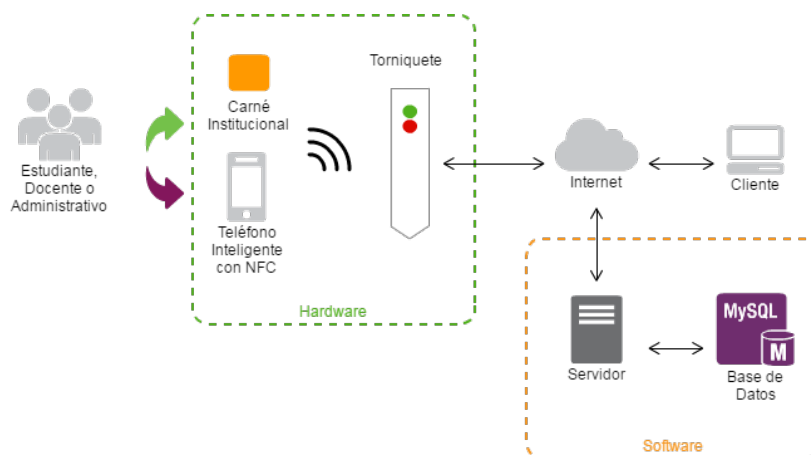 Estudiante,
Docente o
Administrativo
Carné
Institucional
Teléfono
Inteligente
con NFC
Torniquete
Hardware
Internet
Cliente
Servidor
MySQL
M
Base de
Datos
Software